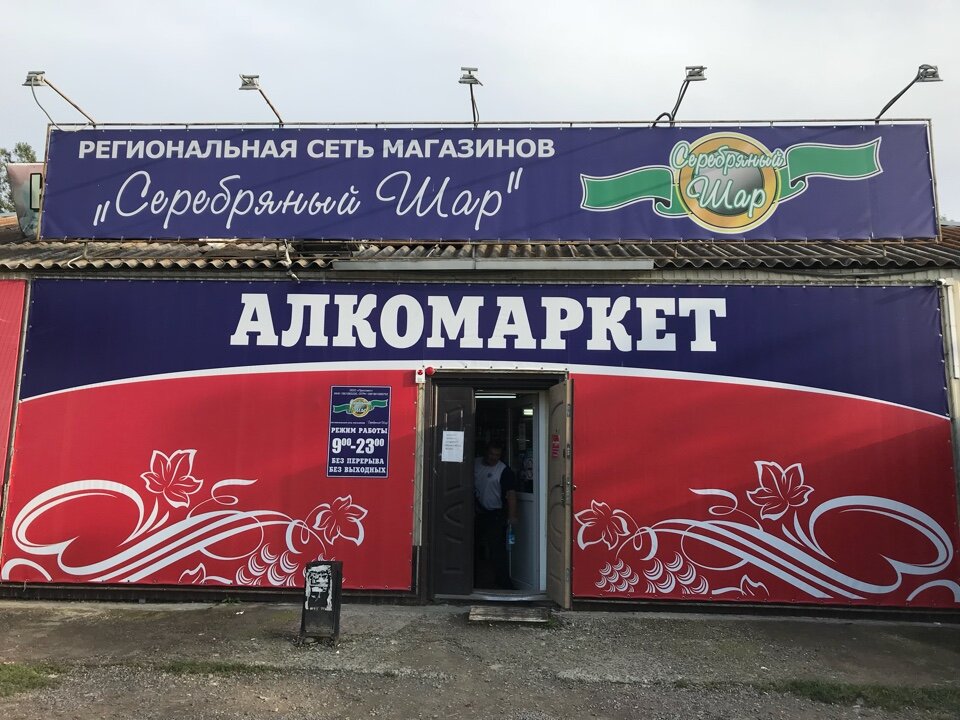 РЕГИОНАЛЬНАЯ СЕТЬ МАГАЗИНОВ
„Серебряный Шар"
Серебряный
Шар
АЛКОМАРКЕТ
РЕЖИМ РАБОТЫ
9⁰⁰-23⁰⁰
БЕЗ ПЕРЕРЫВА
БЕЗ ВЫХОДНЫХ